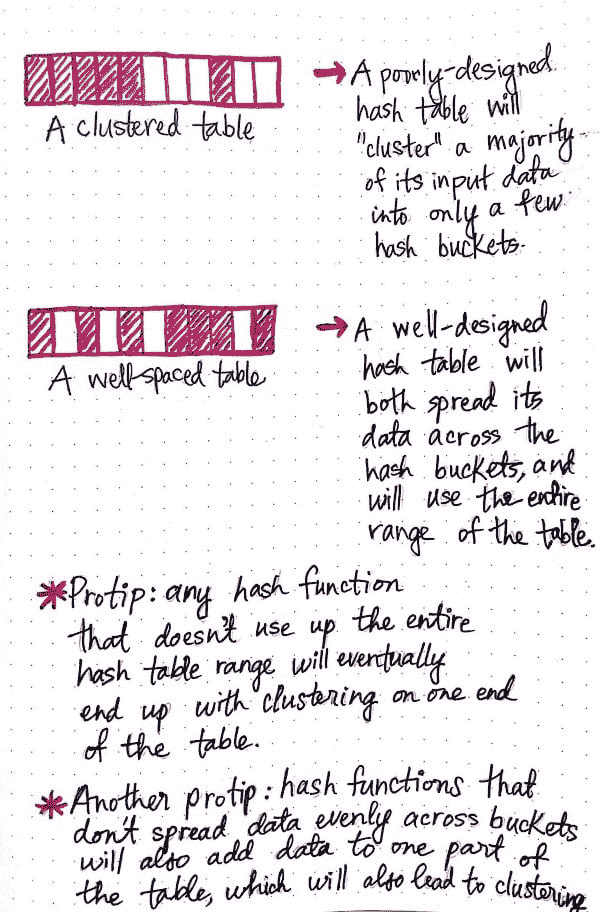 A clustered table
→ A poorly-designed
hash table will
"cluster" a majority
of its input data
into only a few
hash buckets.
A well-spaced table
→ A well-designed
hash table will
both spread its
data across the
hash buckets, and
will use the entire
range of the table.
* Protip: any hash function
that doesn't use up the entire
hash table range will eventually
end up with clustering on one end
of the table.
* Another protip: hash functions that
don't spread data evenly across buckets
will also add data to one part of
the table, which will also lead to clustering